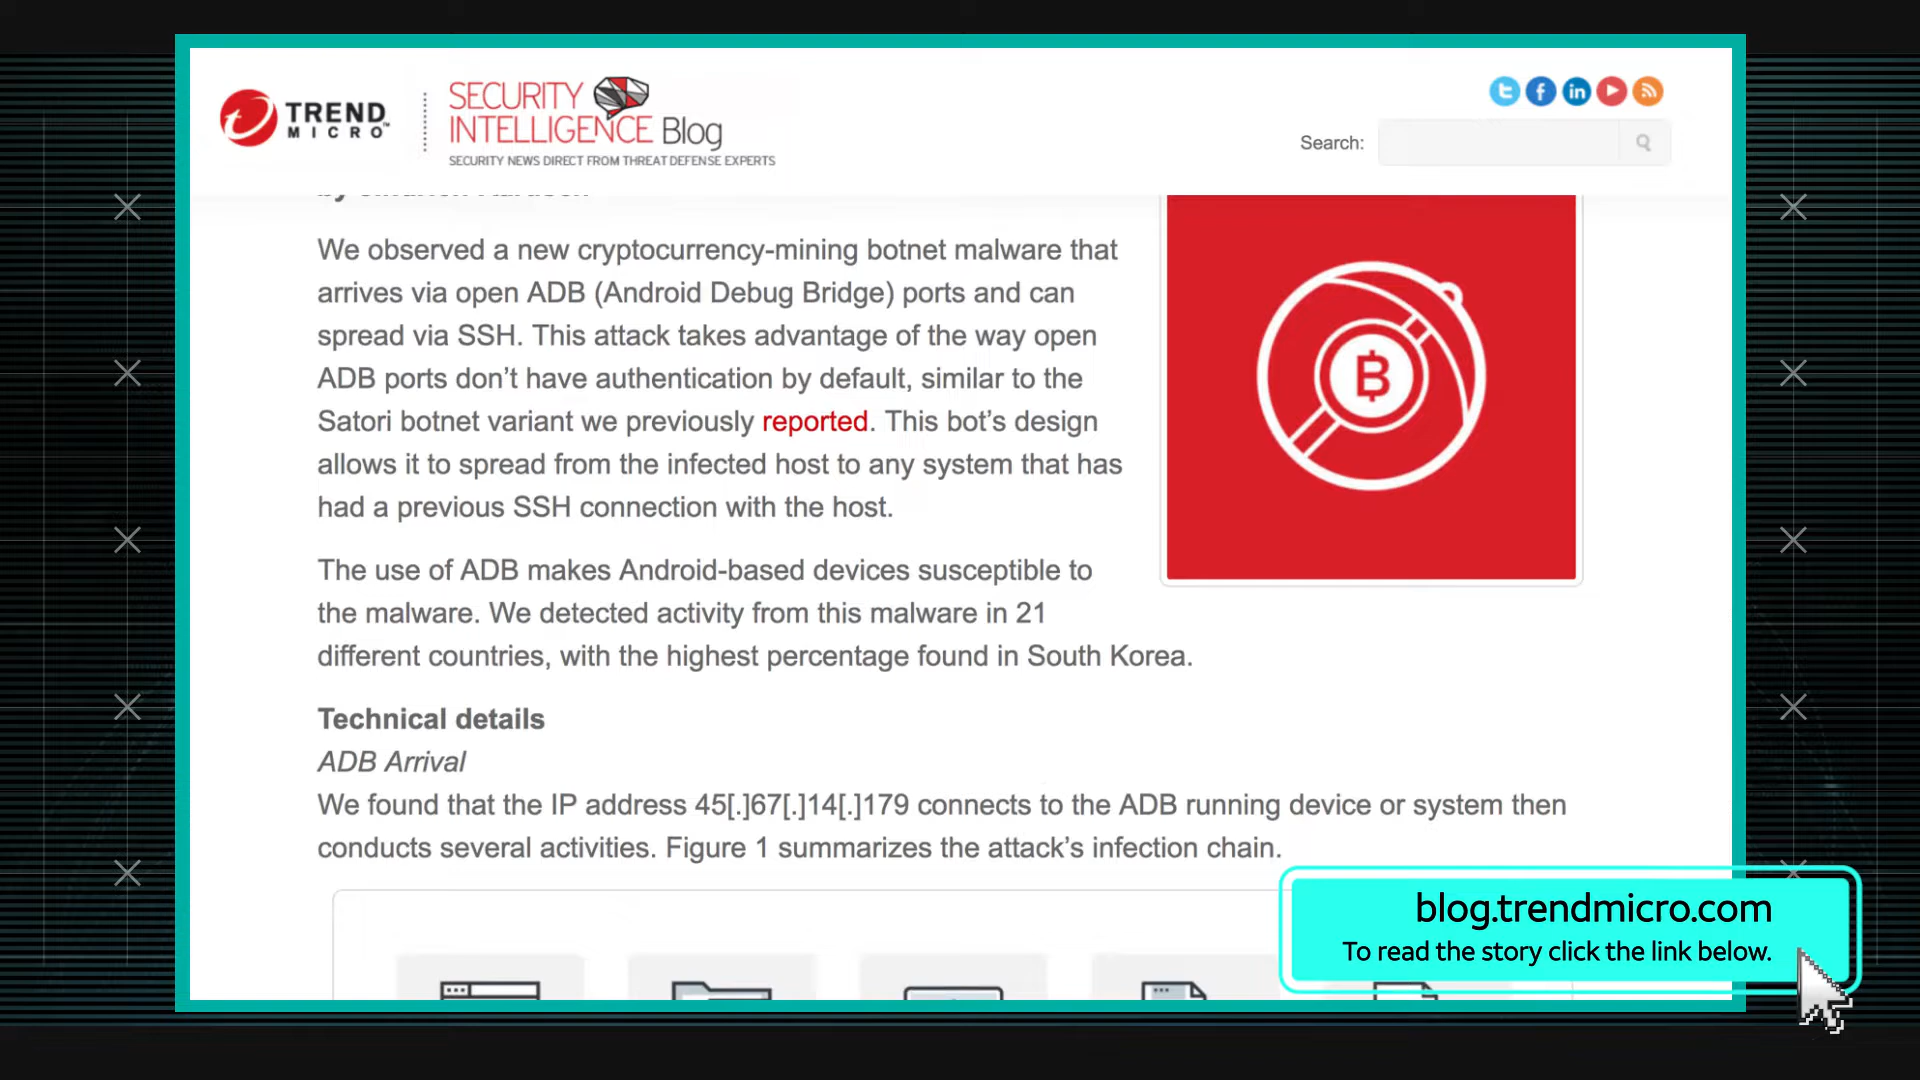 TREND
MICRO™
SECURITY
INTELLIGENCE Blog
SECURITY NEWS DIRECT FROM THREAT DEFENSE EXPERTS
Search:
We observed a new cryptocurrency-mining botnet malware that
arrives via open ADB (Android Debug Bridge) ports and can
spread via SSH. This attack takes advantage of the way open
ADB ports don’t have authentication by default, similar to the
Satori botnet variant we previously reported. This bot’s design
allows it to spread from the infected host to any system that has
had a previous SSH connection with the host.
The use of ADB makes Android-based devices susceptible to
the malware. We detected activity from this malware in 21
different countries, with the highest percentage found in South Korea.
Technical details
ADB Arrival
We found that the IP address 45[.]67[.]14[.]179 connects to the ADB running device or system then
conducts several activities. Figure 1 summarizes the attack’s infection chain.
blog.trendmicro.com
To read the story click the link below.